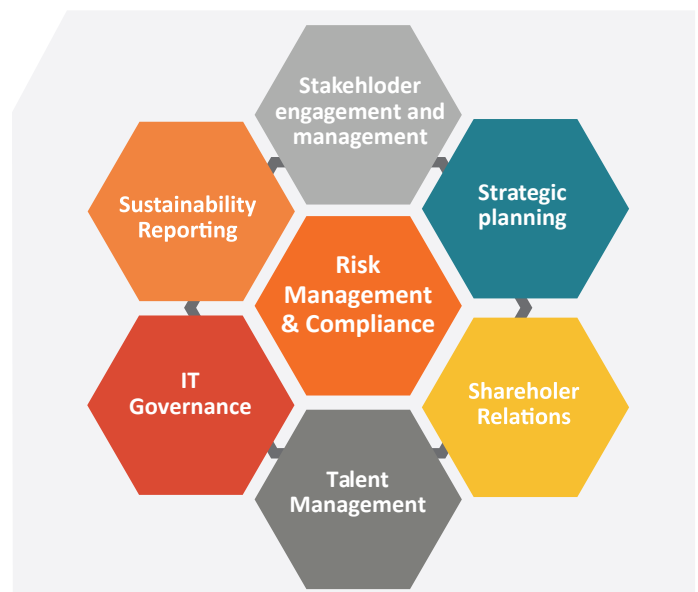 Stakehloder
engagement and
management
Strategic
planning
Sustainability
Reporting
Risk
Management
& Compliance
IT
Governance
Shareholer
Relations
Talent
Management